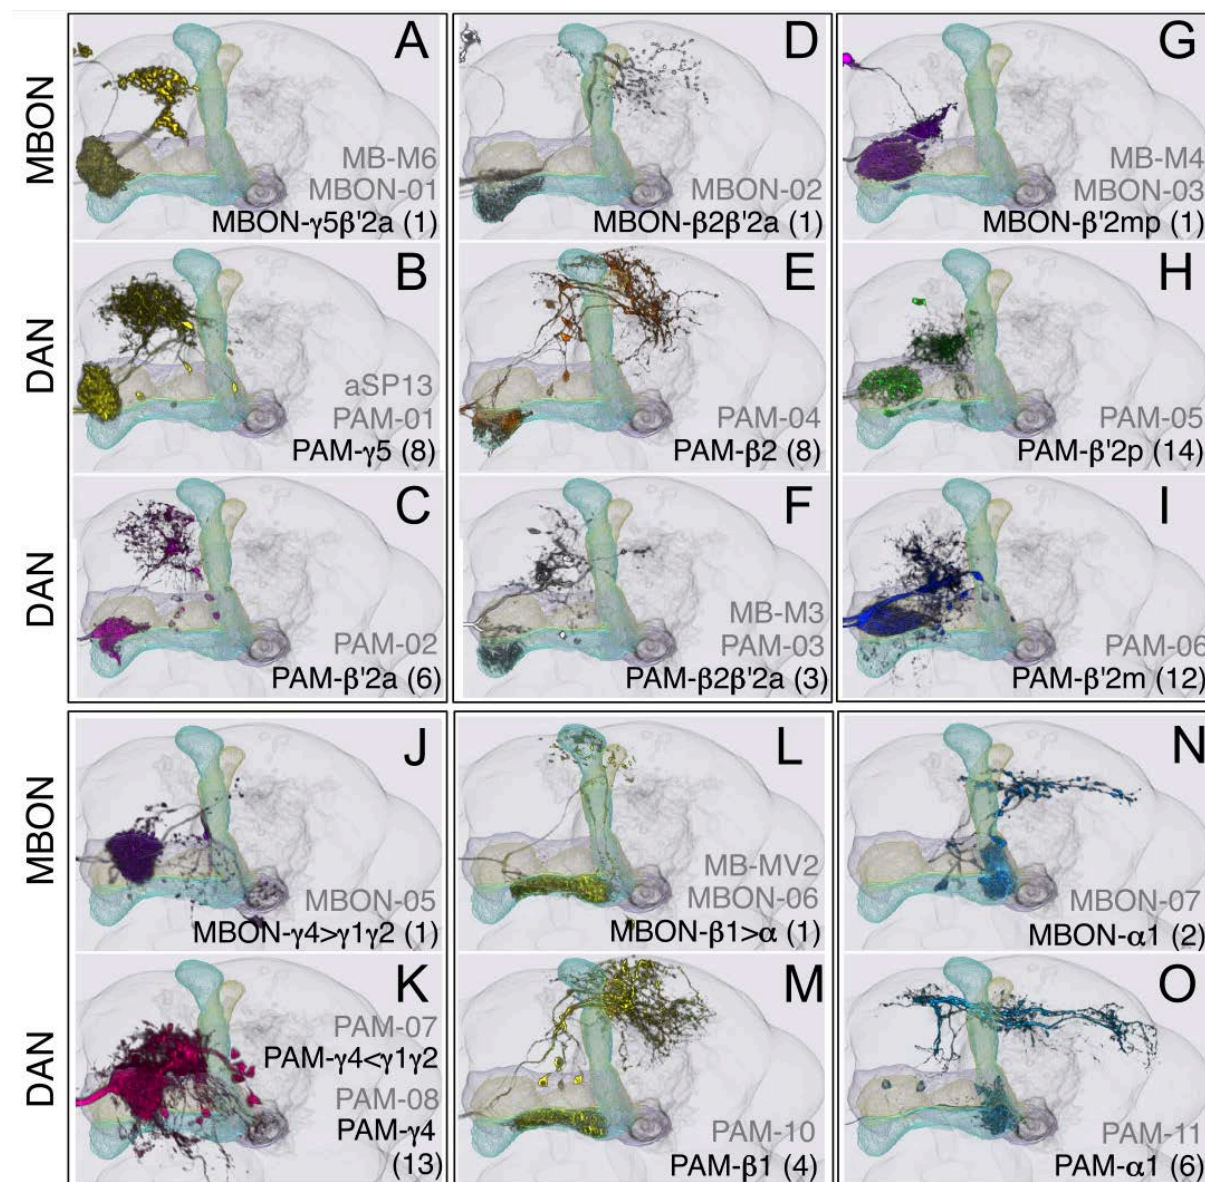 MBON
A
MB-M6
MBON-01
MBON-γ5β'2a (1)
D
MBON-02
MBON-β2β'2a (1)
G
MB-M4
MBON-03
MBON-β'2mp (1)
DAN
B
aSP13
PAM-01
PAM-γ5 (8)
E
PAM-04
PAM-β2 (8)
H
PAM-05
PAM-β'2p (14)
DAN
C
PAM-02
PAM-β'2a (6)
F
MB-M3
PAM-03
PAM-β2β'2a (3)
I
PAM-06
PAM-β'2m (12)
MBON
J
MBON-05
MBON-γ4>γ1γ2 (1)
L
MB-MV2
MBON-06
MBON-β1>α (1)
N
MBON-07
MBON-α1 (2)
DAN
K
PAM-07
PAM-γ4<γ1γ2
PAM-08
PAM-γ4
(13)
M
PAM-10
PAM-β1 (4)
O
PAM-11
PAM-α1 (6)